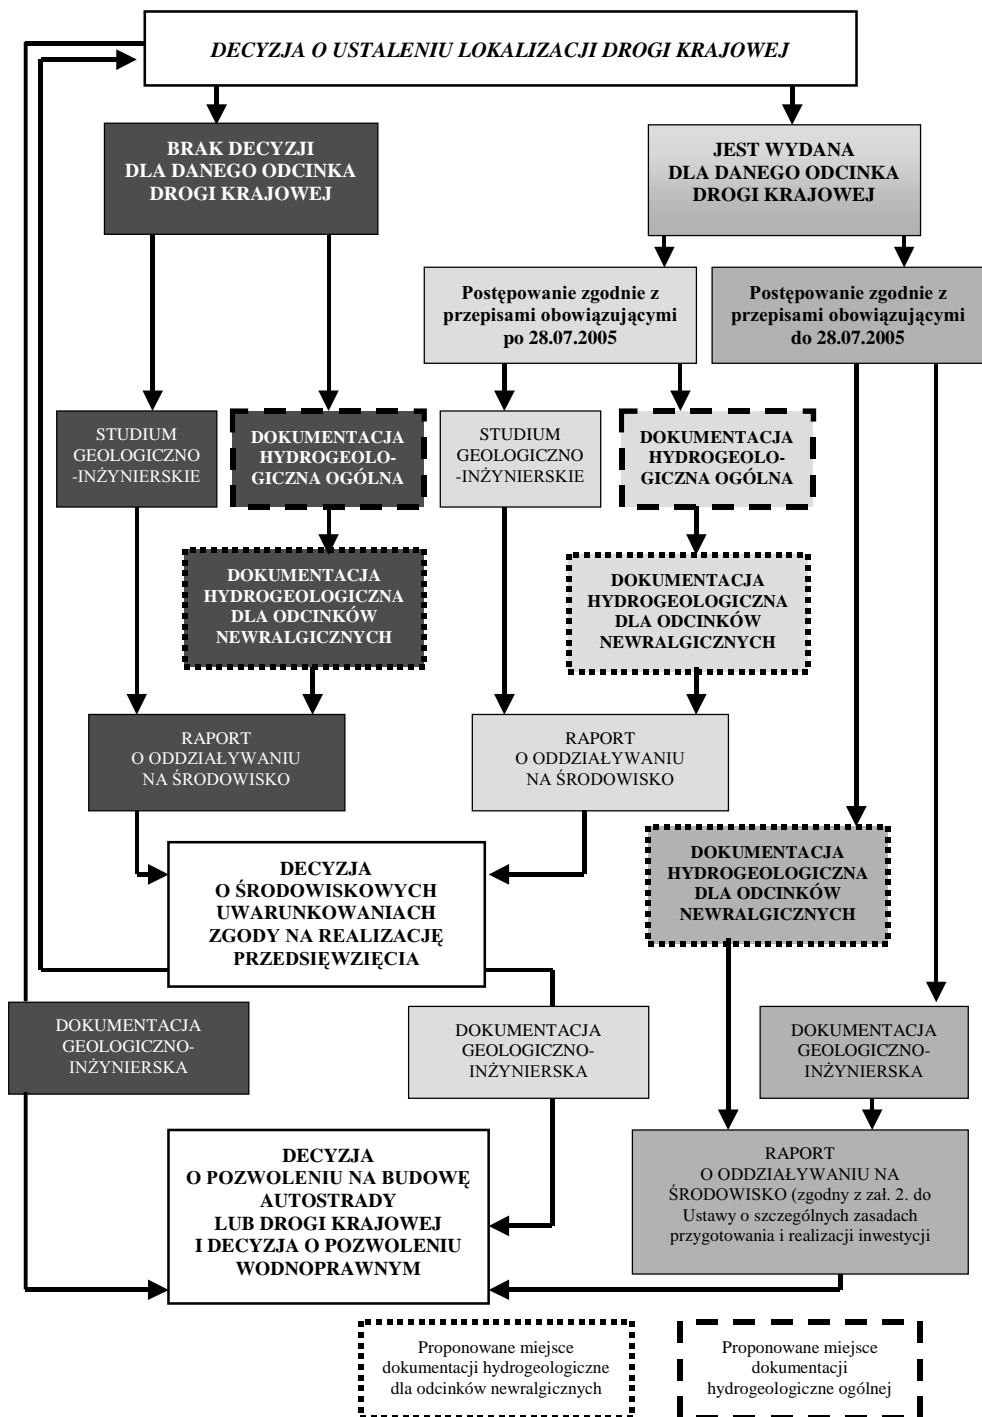 DECYZJA O USTALENIU LOKALIZACJI DROGI KRAJOWEJ
BRAK DECYZJI
DLA DANEGO ODCINKA
DROGI KRAJOWEJ
JEST WYDANA
DLA DANEGO ODCINKA
DROGI KRAJOWEJ
Postępowanie zgodnie z
przepisami obowiązującymi
po 28.07.2005
Postępowanie zgodnie z
przepisami obowiązującymi
do 28.07.2005
STUDIUM
GEOLOGICZNO
-INŻYNIERSKIE
DOKUMENTACJA
HYDROGEOLO-
GICZNA OGÓLNA
STUDIUM
GEOLOGICZNO
-INŻYNIERSKIE
DOKUMENTACJA
HYDROGEOLO-
GICZNA OGÓLNA
DOKUMENTACJA
HYDROGEOLOGICZNA
DLA ODCINKÓW
NEWRALGICZNYCH
DOKUMENTACJA
HYDROGEOLOGICZNA
DLA ODCINKÓW
NEWRALGICZNYCH
RAPORT
O ODDZIAŁYWANIU
NA ŚRODOWISKO
RAPORT
O ODDZIAŁYWANIU
NA ŚRODOWISKO
DECYZJA
O ŚRODOWISKOWYCH
UWARUNKOWANIACH
ZGODY NA REALIZACJĘ
PRZEDSIĘWZIĘCIA
DOKUMENTACJA
HYDROGEOLOGICZNA
DLA ODCINKÓW
NEWRALGICZNYCH
DOKUMENTACJA
GEOLOGICZNO-
INŻYNIERSKA
DOKUMENTACJA
GEOLOGICZNO-
INŻYNIERSKA
DOKUMENTACJA
GEOLOGICZNO-
INŻYNIERSKA
DECYZJA
O POZWOLENIU NA BUDOWĘ
AUTOSTRADY
LUB DROGI KRAJOWEJ
I DECYZJA O POZWOLENIU
WODNOPRAWNYM
RAPORT
O ODDZIAŁYWANIU NA
ŚRODOWISKO (zgodny z zał. 2. do
Ustawy o szczególnych zasadach
przygotowania i realizacji inwestycji
Proponowane miejsce
dokumentacji hydrogeologiczne
dla odcinków newralgicznych
Proponowane miejsce
dokumentacji
hydrogeologiczne ogólnej